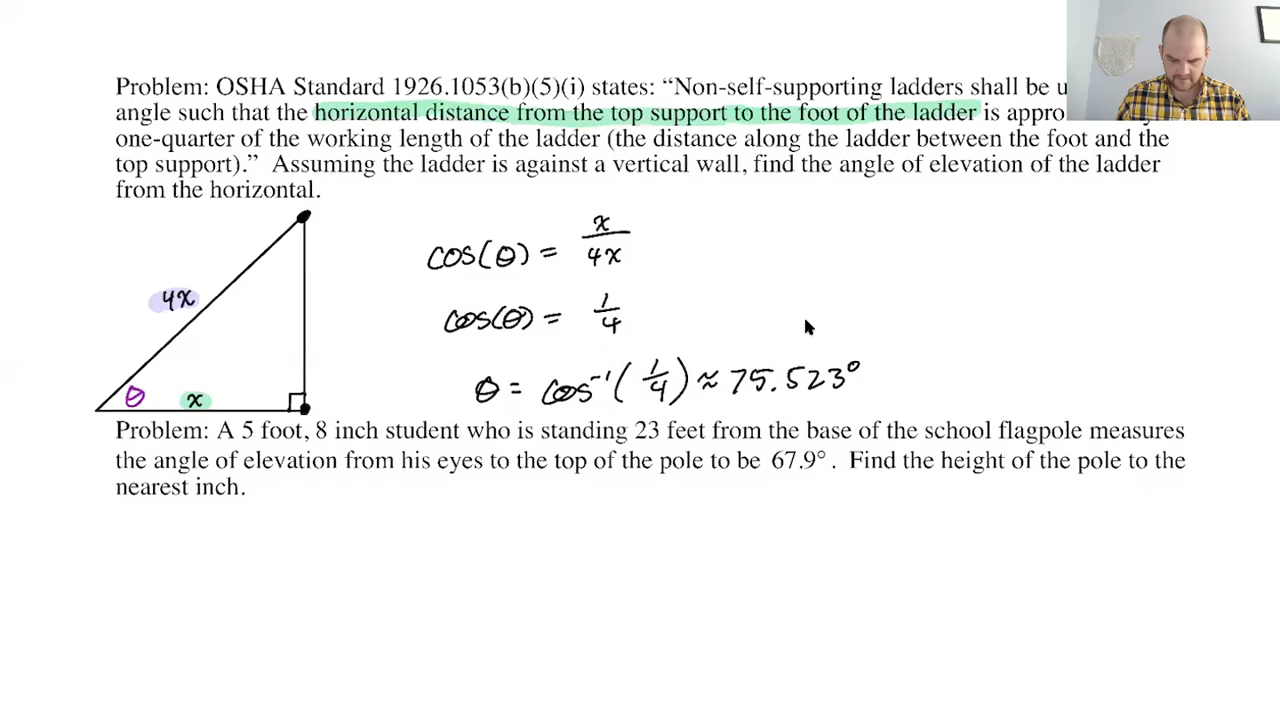 Problem: OSHA Standard 1926.1053(b)(5)(i) states: “Non-self-supporting ladders shall be
angle such that the horizontal distance from the top support to the foot of the ladder is
one-quarter of the working length of the ladder (the distance along the ladder between the foot and the
top support).” Assuming the ladder is against a vertical wall, find the angle of elevation of the ladder
from the horizontal.
cos(θ) = x/4x
4x
cos(θ) = 1/4
θ = cos⁻¹(1/4) ≈ 75.523°
θ x
Problem: A 5 foot, 8 inch student who is standing 23 feet from the base of the school flagpole measures
the angle of elevation from his eyes to the top of the pole to be 67.9°. Find the height of the pole to the
nearest inch.